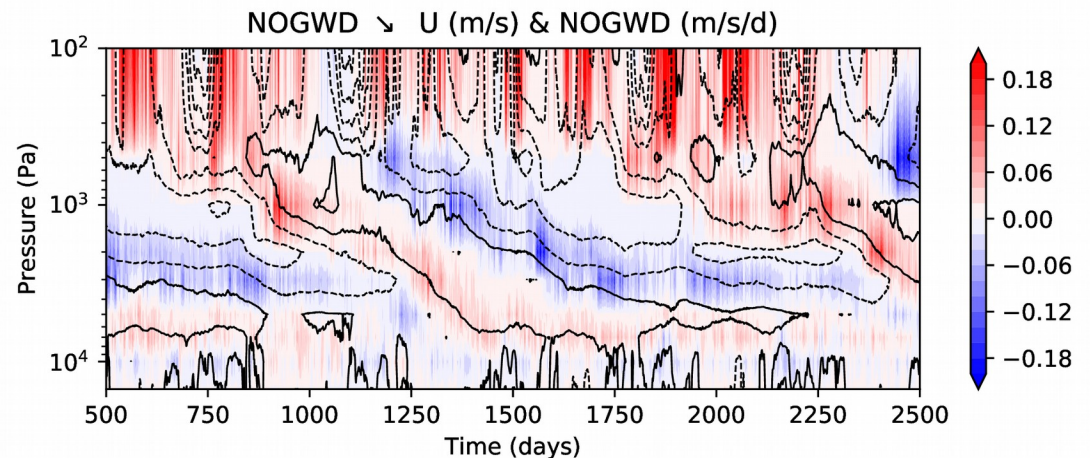 NOGWD ↘ U (m/s) & NOGWD (m/s/d)
Pressure (Pa)
10²
10³
10⁴
500 750 1000 1250 1500 1750 2000 2250 2500
Time (days)
0.18
0.12
0.06
0.00
−0.06
−0.12
−0.18